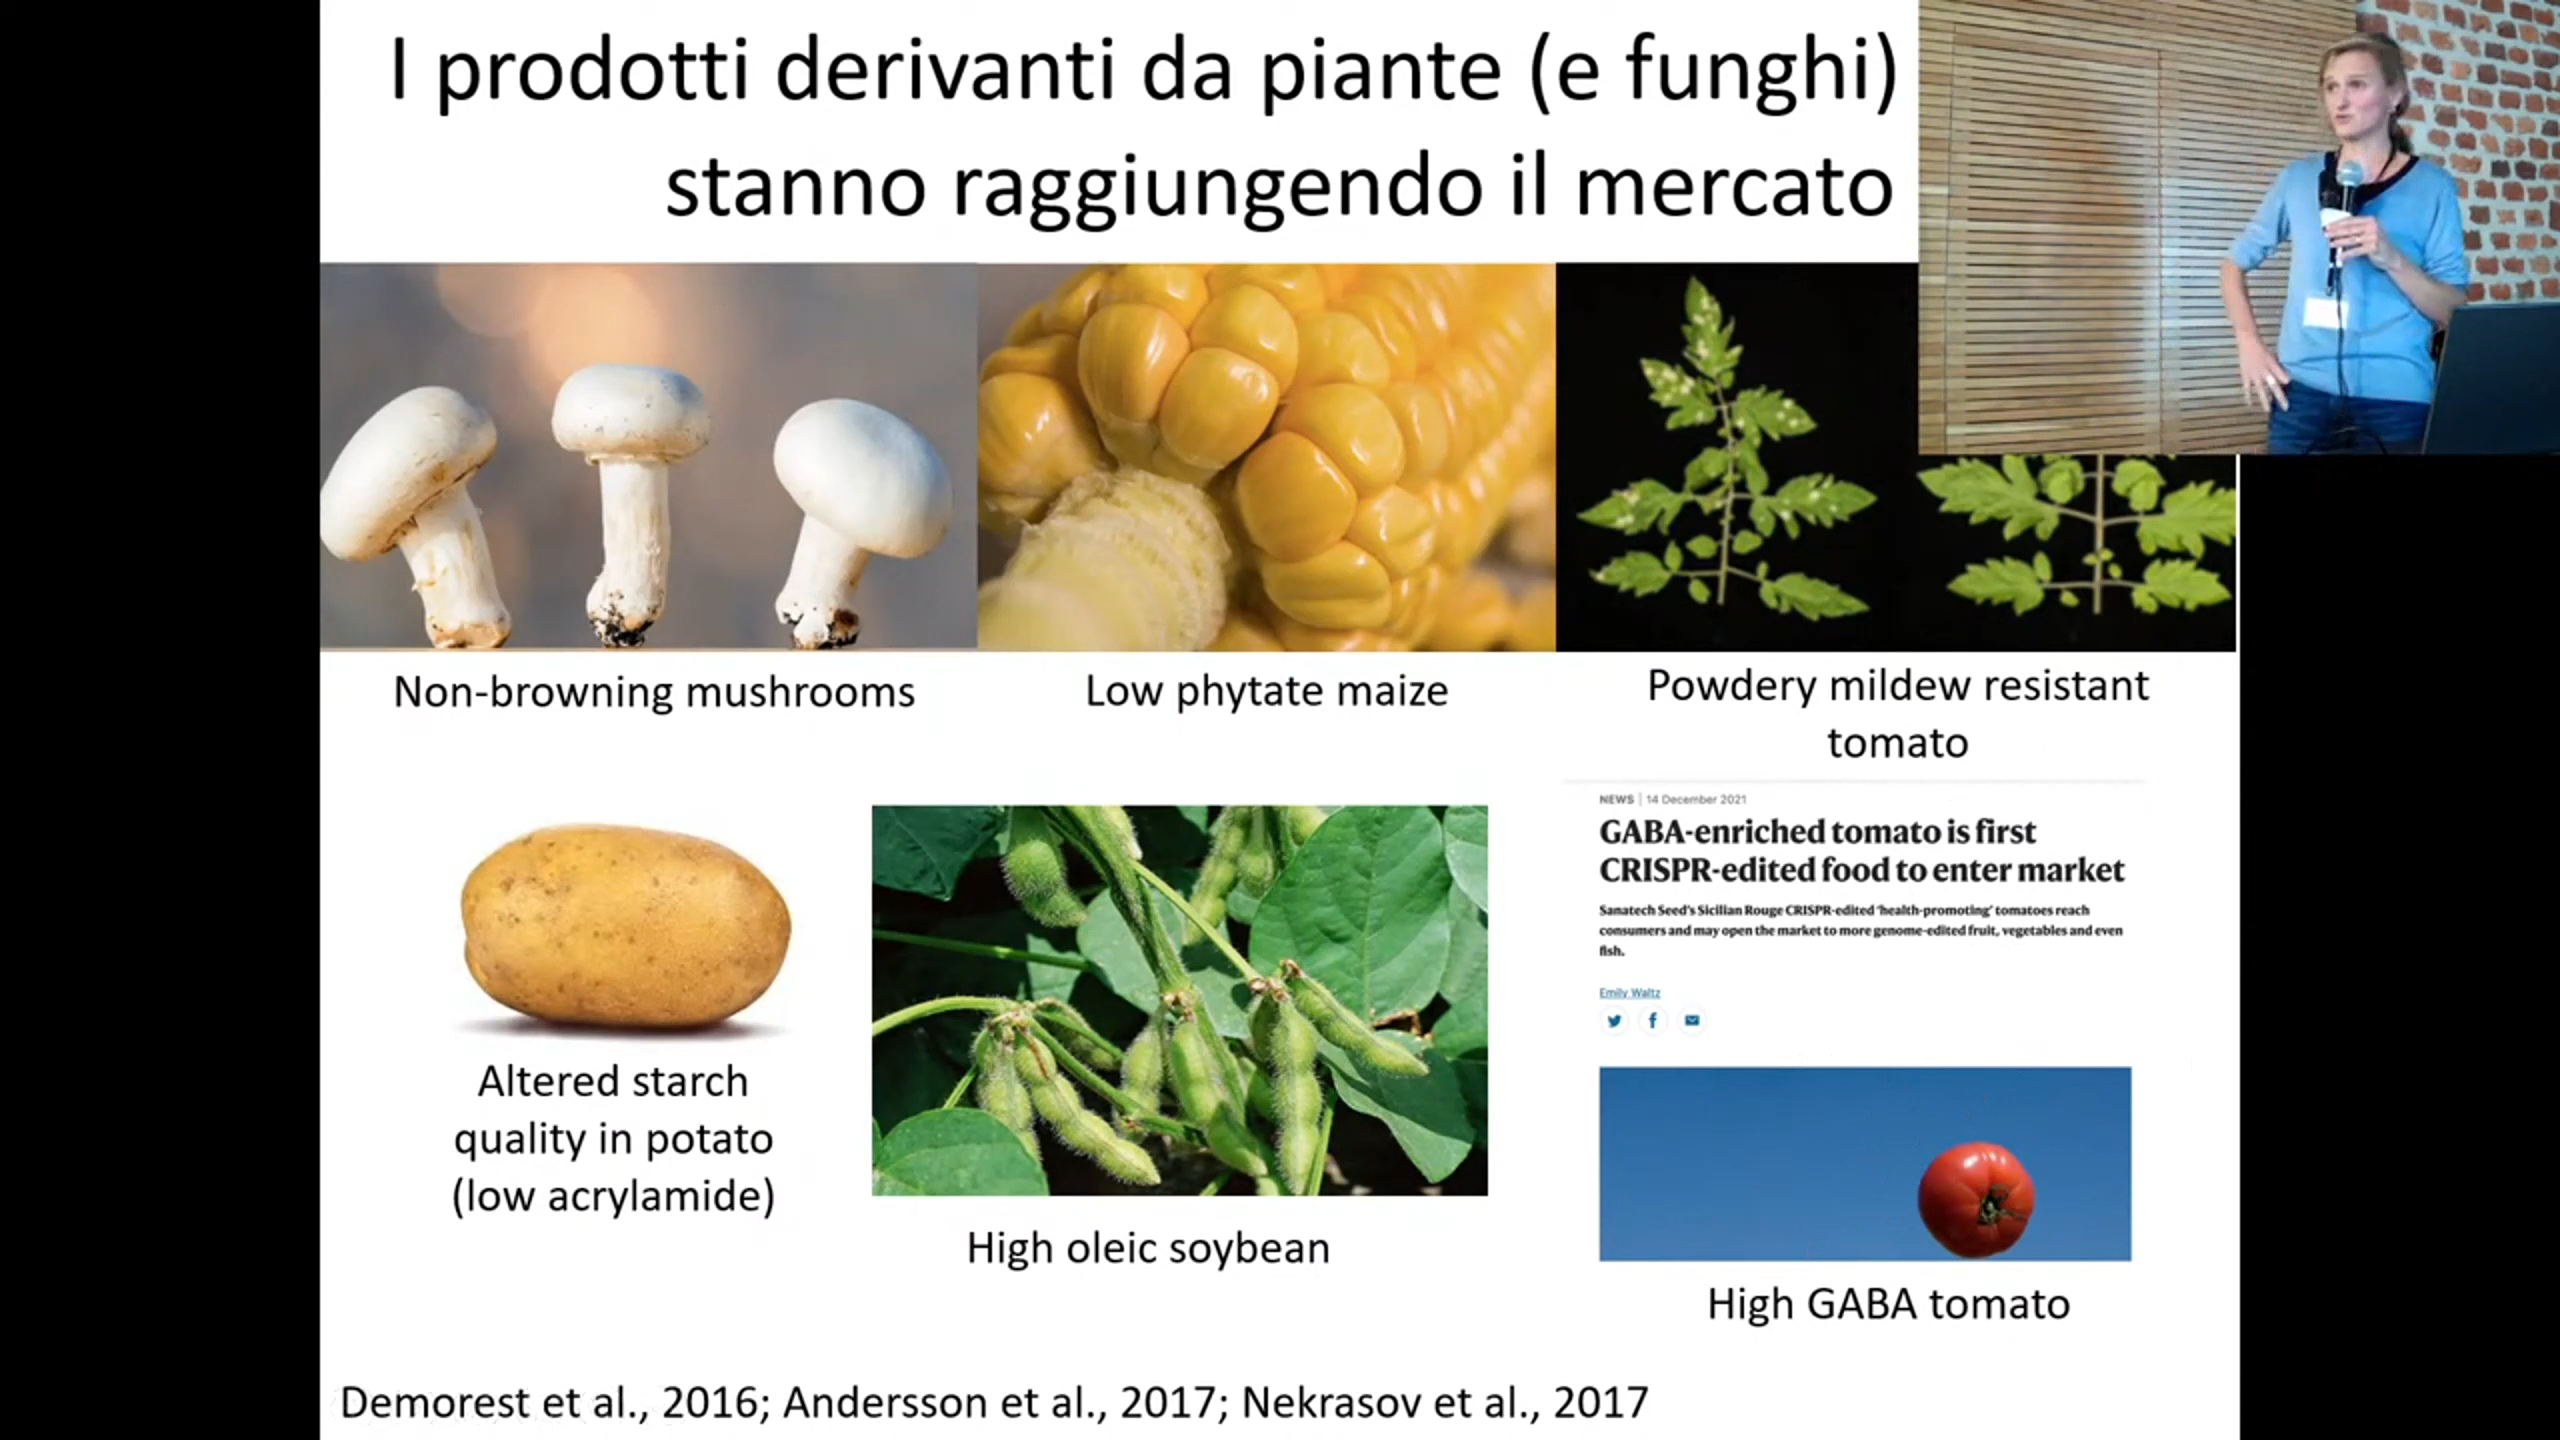 I prodotti derivanti da piante (e funghi)
stanno raggiungendo il mercato
Non-browning mushrooms
Low phytate maize
Powdery mildew resistant
tomato
NEWS | 14 December 2021
GABA-enriched tomato is first
CRISPR-edited food to enter market
Sanatech Seed's Sicilian Rouge CRISPR-edited 'health-promoting' tomatoes reach
consumers and may open the market to more genome-edited fruit, vegetables and even
fish.
Emily Waltz
Altered starch
quality in potato
(low acrylamide)
High oleic soybean
High GABA tomato
Demorest et al., 2016; Andersson et al., 2017; Nekrasov et al., 2017